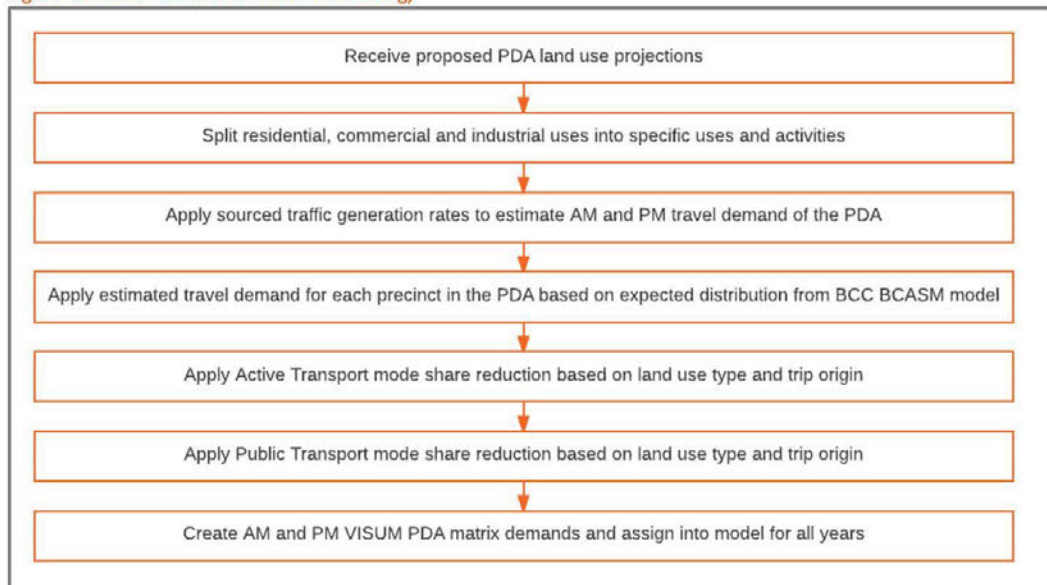 Receive proposed PDA land use projections
Split residential, commercial and industrial uses into specific uses and activities
Apply sourced traffic generation rates to estimate AM and PM travel demand of the PDA
Apply estimated travel demand for each precinct in the PDA based on expected distribution from BCC BCASM model
Apply Active Transport mode share reduction based on land use type and trip origin
Apply Public Transport mode share reduction based on land use type and trip origin
Create AM and PM VISUM PDA matrix demands and assign into model for all years